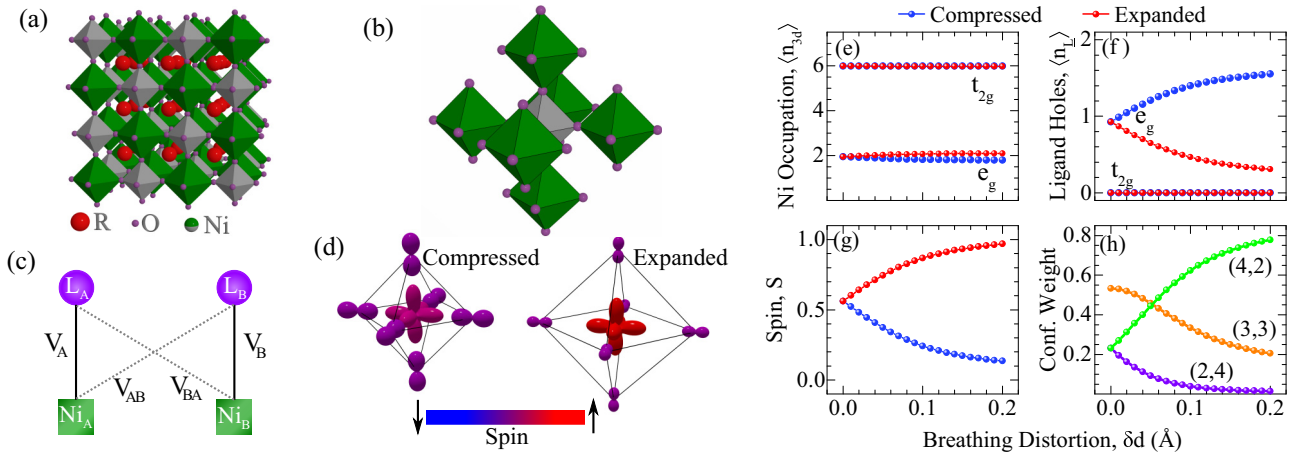 (a)
R O Ni
(b)
(c)
L_A L_B
V_A V_B
V_AB V_BA
Ni_A Ni_B
(d)
Compressed Expanded
Spin
Compressed Expanded
(e)
Ni Occupation, ⟨n_3d⟩
6
t_2g
2
e_g
(f)
Ligand Holes, ⟨n_L⟩
2
1
0
e_g
t_2g
(g)
Spin, S
1.0
0.5
0.0
0.0 0.1 0.2
(h)
Conf. Weight
0.8
0.6
0.4
0.2
(4,2)
(3,3)
(2,4)
0.0 0.1 0.2
Breathing Distortion, δd (Å)